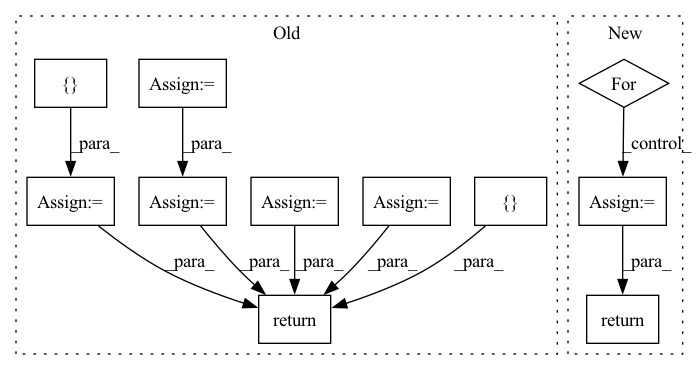 Old
New
{}
Assign:=
For
_para_
_para_
_control_
Assign:=
Assign:=
Assign:=
Assign:=
{}
Assign:=
_para_
_para_
_para_
_para_
_para_
_para_
return
return